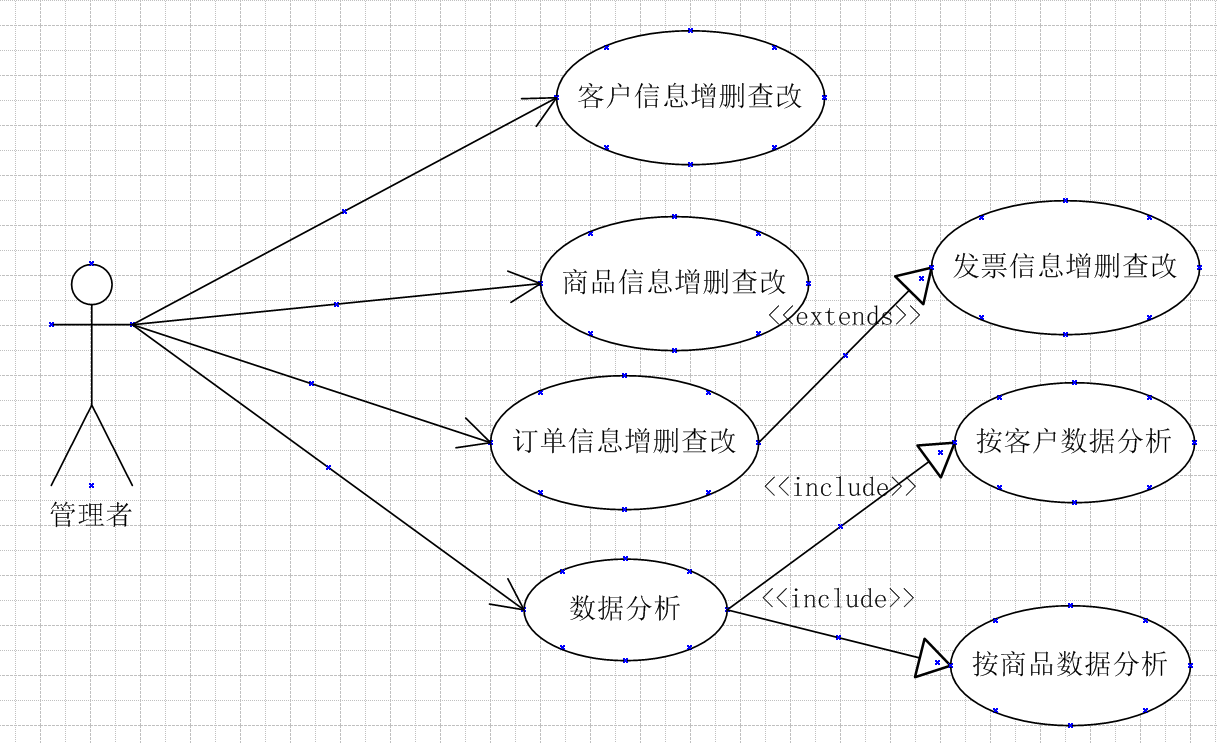 客户信息增删查改
商品信息增删查改
发票信息增删查改
<<extends>>
订单信息增删查改
按客户数据分析
<<include>>
管理者
数据分析
<<include>>
按商品数据分析